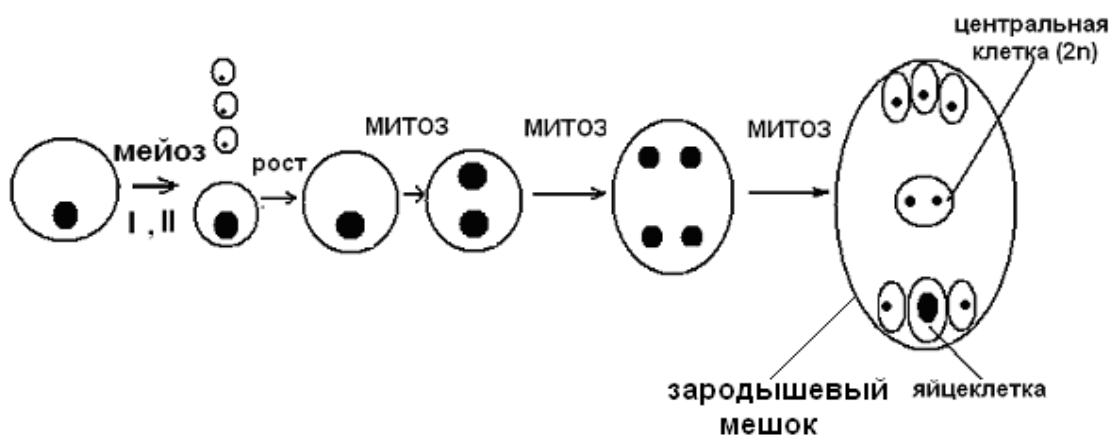 центральная
клетка (2n)
мейоз
I , II
рост
митоз
митоз
митоз
зародышевый
мешок
яйцеклетка